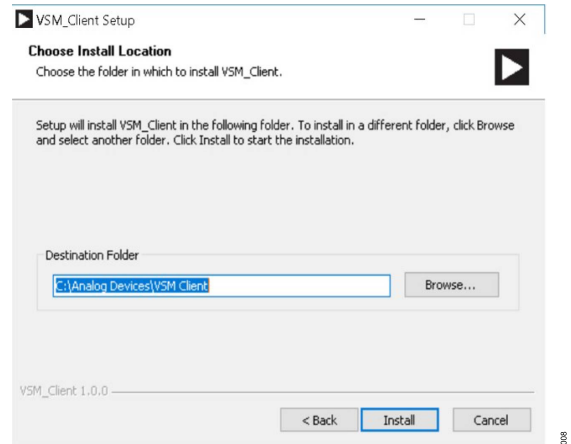 VSM_Client Setup
Choose Install Location
Choose the folder in which to install VSM_Client.
Setup will install VSM_Client in the following folder. To install in a different folder, click Browse
and select another folder. Click Install to start the installation.
Destination Folder
C:\Analog Devices\VSM Client
Browse...
VSM_Client 1.0.0
< Back
Install
Cancel
008